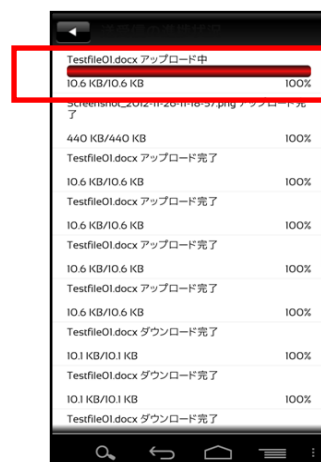 Testfile01.docx アップロード中
10.6 KB/10.6 KB 100%
Screenshot_2012-11-26-11-18-57.png アップロード完
了
440 KB/440 KB 100%
Testfile01.docx アップロード完了
10.6 KB/10.6 KB 100%
Testfile01.docx アップロード完了
10.6 KB/10.6 KB 100%
Testfile01.docx アップロード完了
10.6 KB/10.6 KB 100%
Testfile01.docx アップロード完了
10.6 KB/10.6 KB 100%
Testfile01.docx ダウンロード完了
10.1 KB/10.1 KB 100%
Testfile01.docx ダウンロード完了
10.1 KB/10.1 KB 100%
Testfile01.docx ダウンロード完了